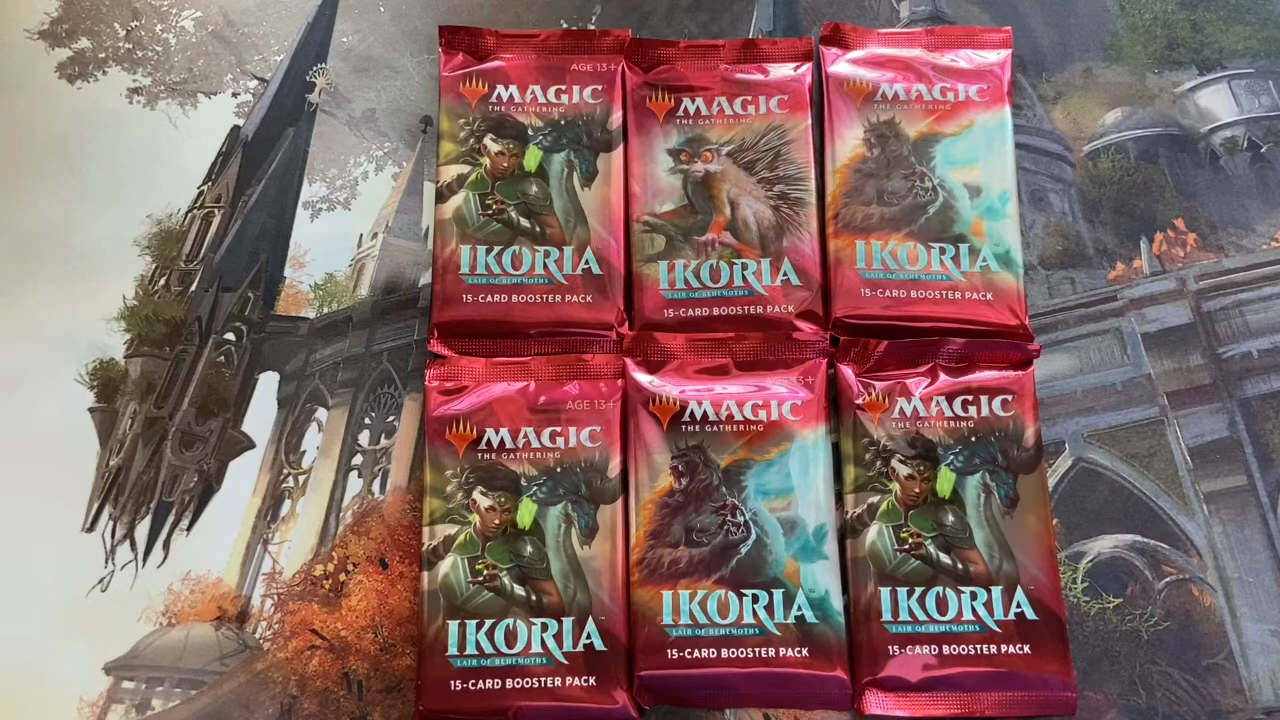 AGE 13+
MAGIC
THE GATHERING
IKORIA
LAIR OF BEHEMOTHS
15-CARD BOOSTER PACK
MAGIC
THE GATHERING
IKORIA
LAIR OF BEHEMOTHS
15-CARD BOOSTER PACK
MAGIC
THE GATHERING
IKORIA
LAIR OF BEHEMOTHS
15-CARD BOOSTER PACK
AGE 13+
MAGIC
THE GATHERING
IKORIA
LAIR OF BEHEMOTHS
15-CARD BOOSTER PACK
MAGIC
THE GATHERING
IKORIA
LAIR OF BEHEMOTHS
15-CARD BOOSTER PACK
MAGIC
THE GATHERING
IKORIA
LAIR OF BEHEMOTHS
15-CARD BOOSTER PACK